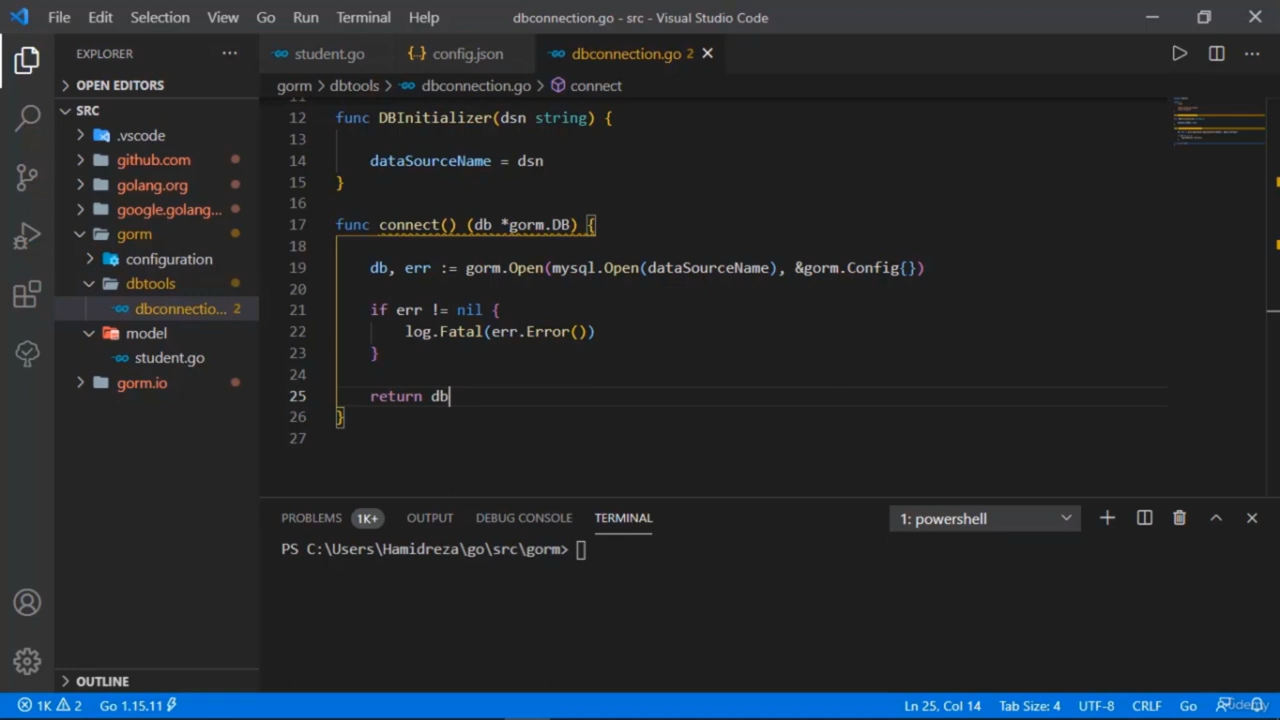 File Edit Selection View Go Run Terminal Help dbconnection.go - src - Visual Studio Code
EXPLORER ... student.go {..} config.json dbconnection.go 2
OPEN EDITORS
gorm > dbtools > dbconnection.go > connect
SRC
.vscode
github.com
golang.org
google.golang...
gorm
configuration
dbtools
dbconnectio... 2
model
student.go
gorm.io
OUTLINE
11
12 func DBInitializer(dsn string) {
13
14 dataSourceName = dsn
15 }
16
17 func connect() (db *gorm.DB) {
18
19 db, err := gorm.Open(mysql.Open(dataSourceName), &gorm.Config{})
20
21 if err != nil {
22 log.Fatal(err.Error())
23 }
24
25 return db
26 }
27
PROBLEMS 1K+ OUTPUT DEBUG CONSOLE TERMINAL 1: powershell
PS C:\Users\Hamidreza\go\src\gorm>
1K 2 Go 1.15.11 Ln 25, Col 14 Tab Size: 4 UTF-8 CRLF Go
Udemy